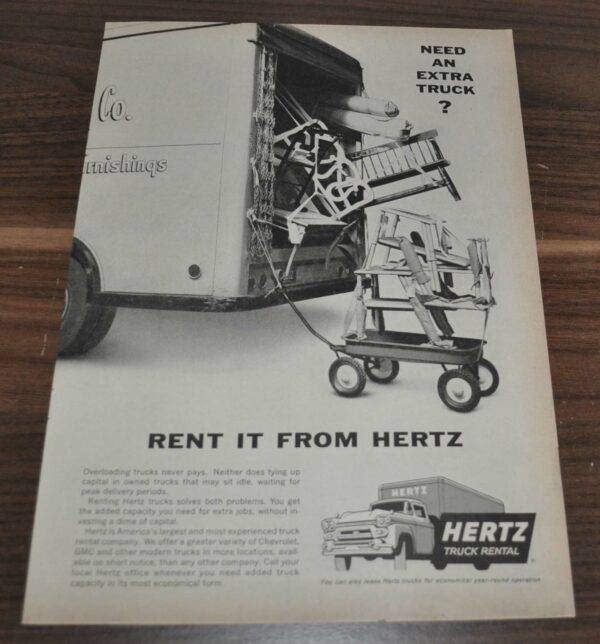 Co.
rnishings
NEED
AN
EXTRA
TRUCK
?
RENT IT FROM HERTZ
Overloading trucks never pays. Neither does tying up
capital in owned trucks that may sit idle, waiting for
peak delivery periods.
Renting Hertz trucks solves both problems. You get
the added capacity you need for extra jobs, without in-
vesting a dime of capital.
Hertz is America's largest and most experienced truck
rental company. We offer a greater variety of Chevrolet,
GMC and other modern trucks in more locations, avail-
able on short notice, than any other company. Call your
local Hertz office whenever you need added truck
capacity in its most economical form.
HERTZ
HERTZ
TRUCK RENTAL
You can also lease Hertz trucks for economical year-round operation